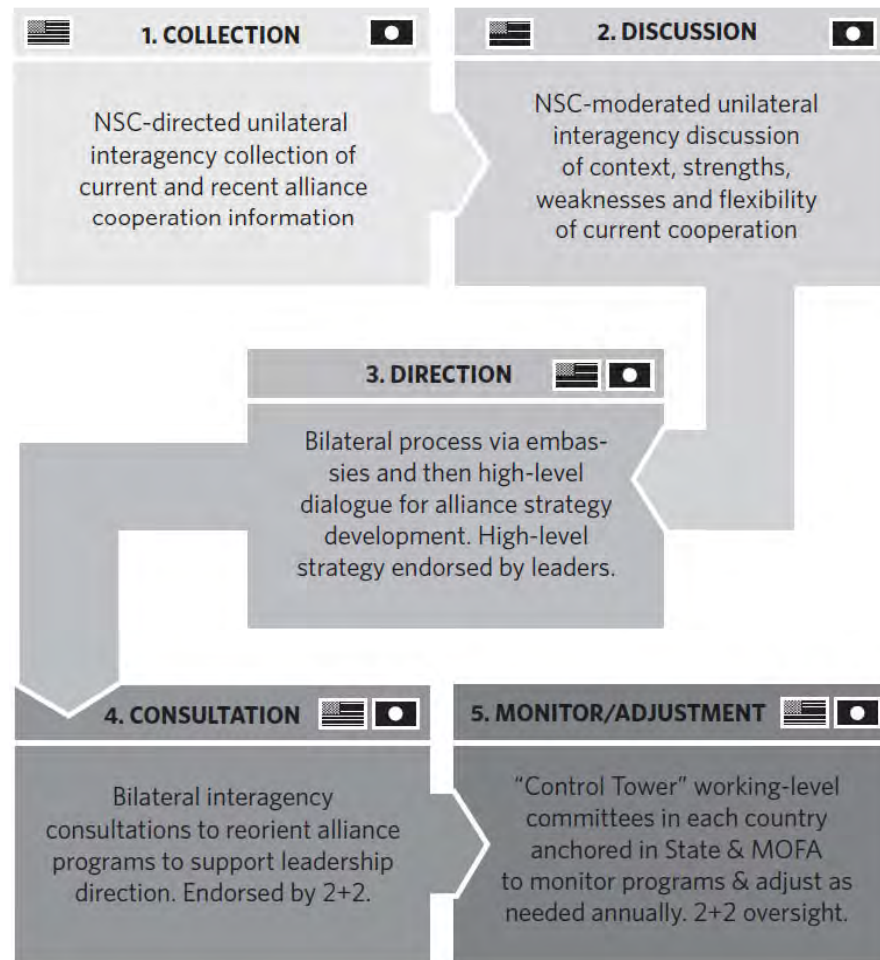 1. COLLECTION
NSC-directed unilateral
interagency collection of
current and recent alliance
cooperation information
2. DISCUSSION
NSC-moderated unilateral
interagency discussion
of context, strengths,
weaknesses and flexibility
of current cooperation
3. DIRECTION
Bilateral process via embas-
sies and then high-level
dialogue for alliance strategy
development. High-level
strategy endorsed by leaders.
4. CONSULTATION
Bilateral interagency
consultations to reorient alliance
programs to support leadership
direction. Endorsed by 2+2.
5. MONITOR/ADJUSTMENT
“Control Tower” working-level
committees in each country
anchored in State & MOFA
to monitor programs & adjust as
needed annually. 2+2 oversight.